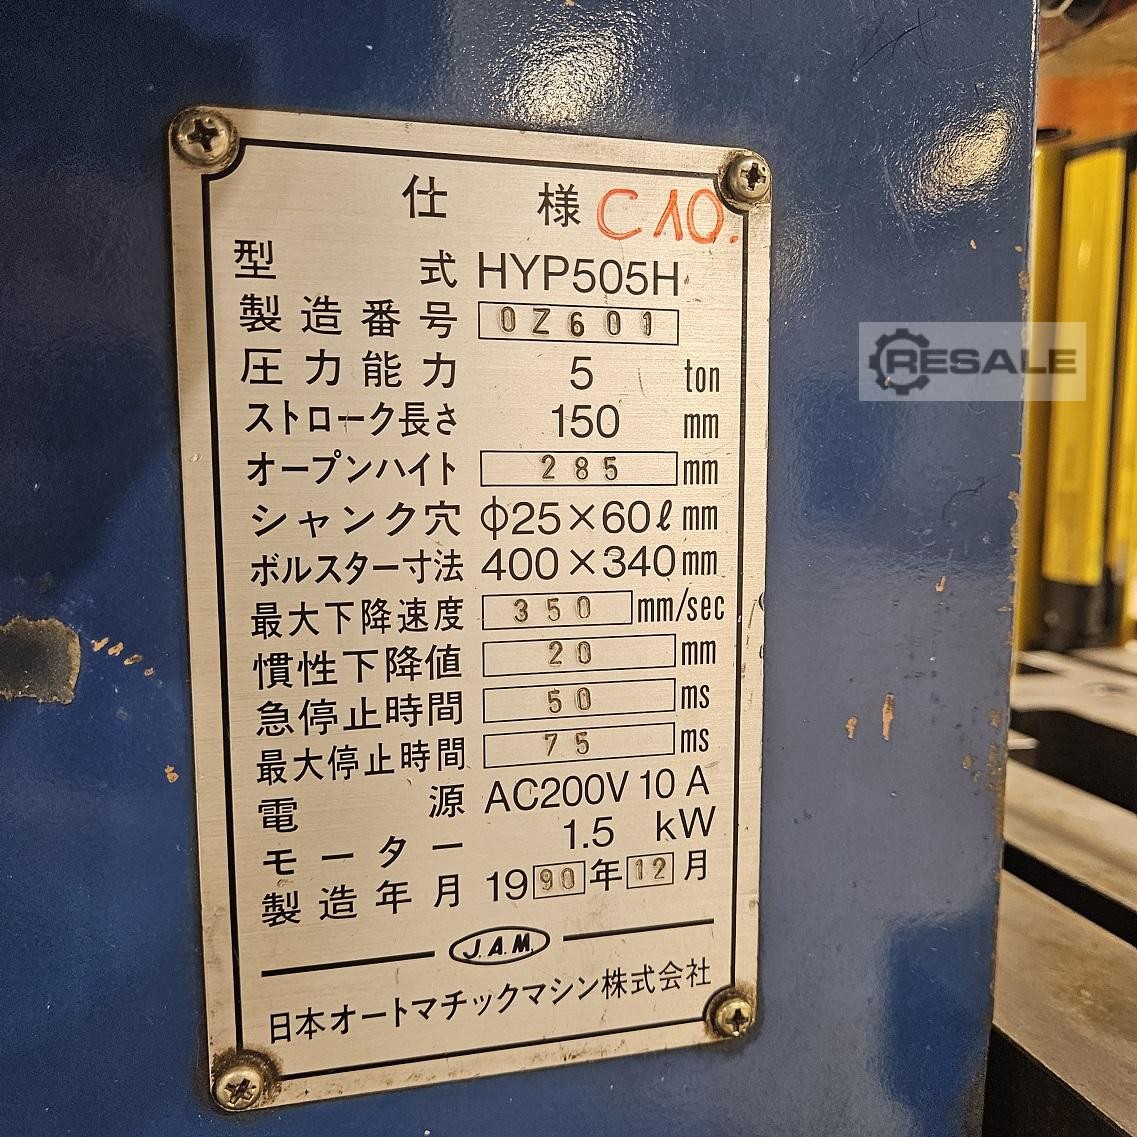 仕様 C10.
型式 HYP505H
製造番号 0Z601
圧力能力 5 ton
ストローク長さ 150 mm
オープンハイト 285 mm
シャンク穴 φ25×60ℓ mm
ボルスター寸法 400×340 mm
最大下降速度 350 mm/sec
慣性下降値 20 mm
急停止時間 50 ms
最大停止時間 75 ms
電源 AC200V 10A
モーター 1.5 kW
製造年月 1990年12月
J.A.M.
日本オートマチックマシン株式会社
RESALE